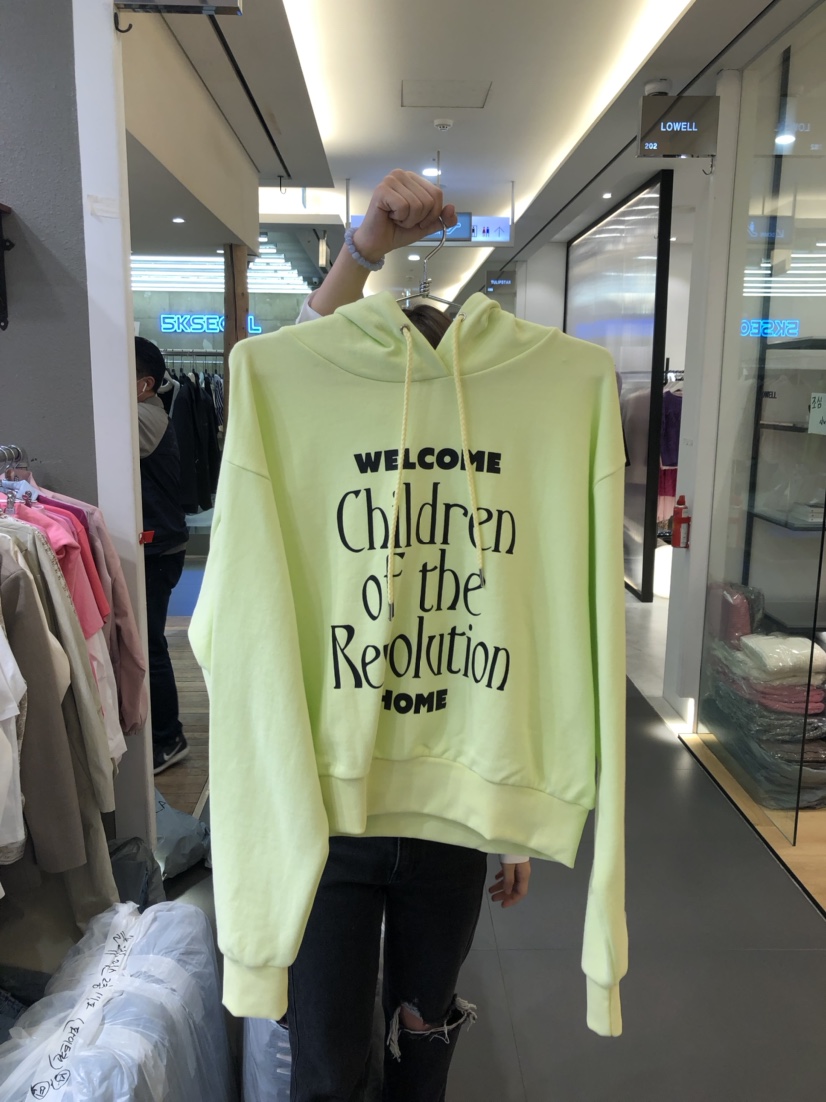 LOWELL
202
5KSEOUL
WELCOME
Children
of the
Revolution
HOME